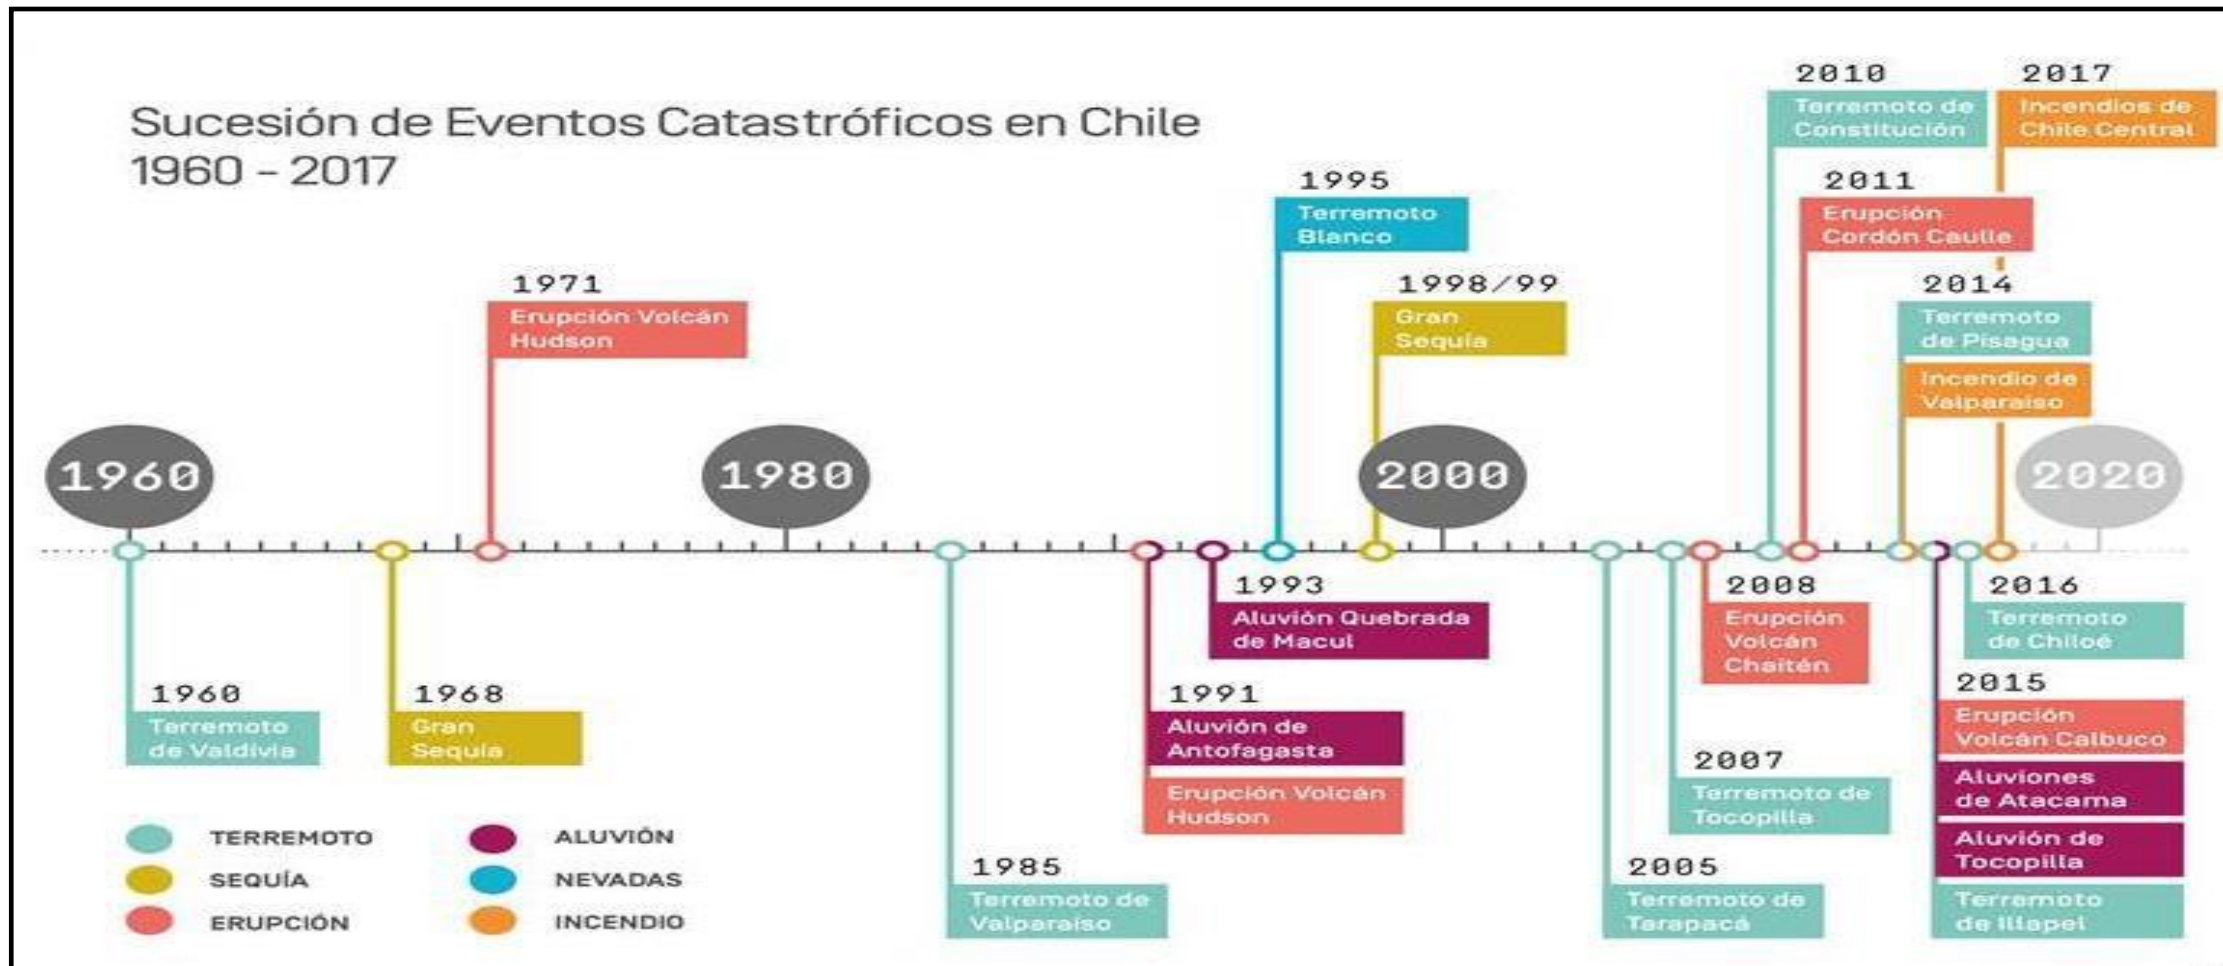 Sucesión de Eventos Catastróficos en Chile
1960 - 2017
2010
Terremoto de
Constitución
2017
Incendios de
Chile Central
1995
Terremoto
Blanco
2011
Erupción
Cordón Caulle
1971
Erupción Volcán
Hudson
1998/99
Gran
Sequía
2014
Terremoto
de Pisagua
Incendio de
Valparaíso
1960
1980
2000
2020
1960
Terremoto
de Valdivia
1968
Gran
Sequía
1985
Terremoto de
Valparaíso
1993
Aluvión Quebrada
de Macul
1991
Aluvión de
Antofagasta
Erupción Volcán
Hudson
2008
Erupción
Volcán
Chaitén
2007
Terremoto de
Tocopilla
2005
Terremoto de
Tarapacá
2016
Terremoto
de Chiloé
2015
Erupción
Volcán Calbuco
Aluviones
de Atacama
Aluvión de
Tocopilla
Terremoto
de Illapel
TERREMOTO
SEQUÍA
ERUPCIÓN
ALUVIÓN
NEVADAS
INCENDIO